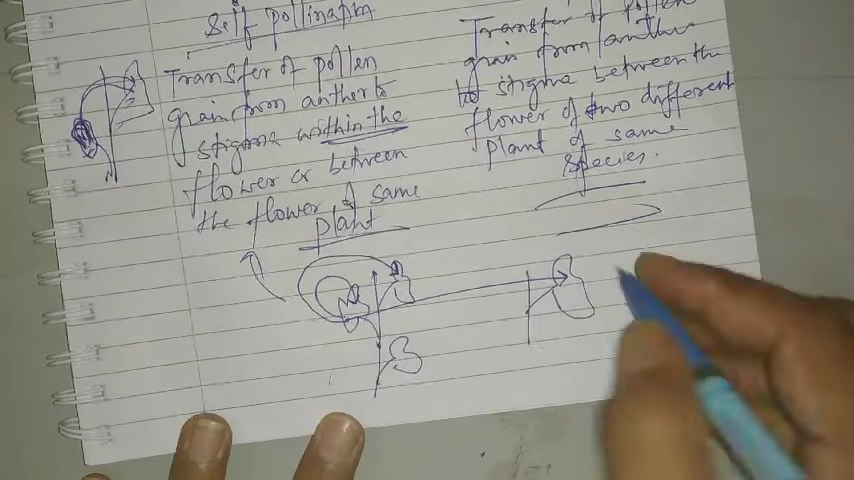 Self pollination
Transfer of pollen
grain from anther to
stigma within the
flower or between
the flower of same
plant
Transfer of pollen
grain from anther
to stigma between the
flower of two different
plant of same
species.